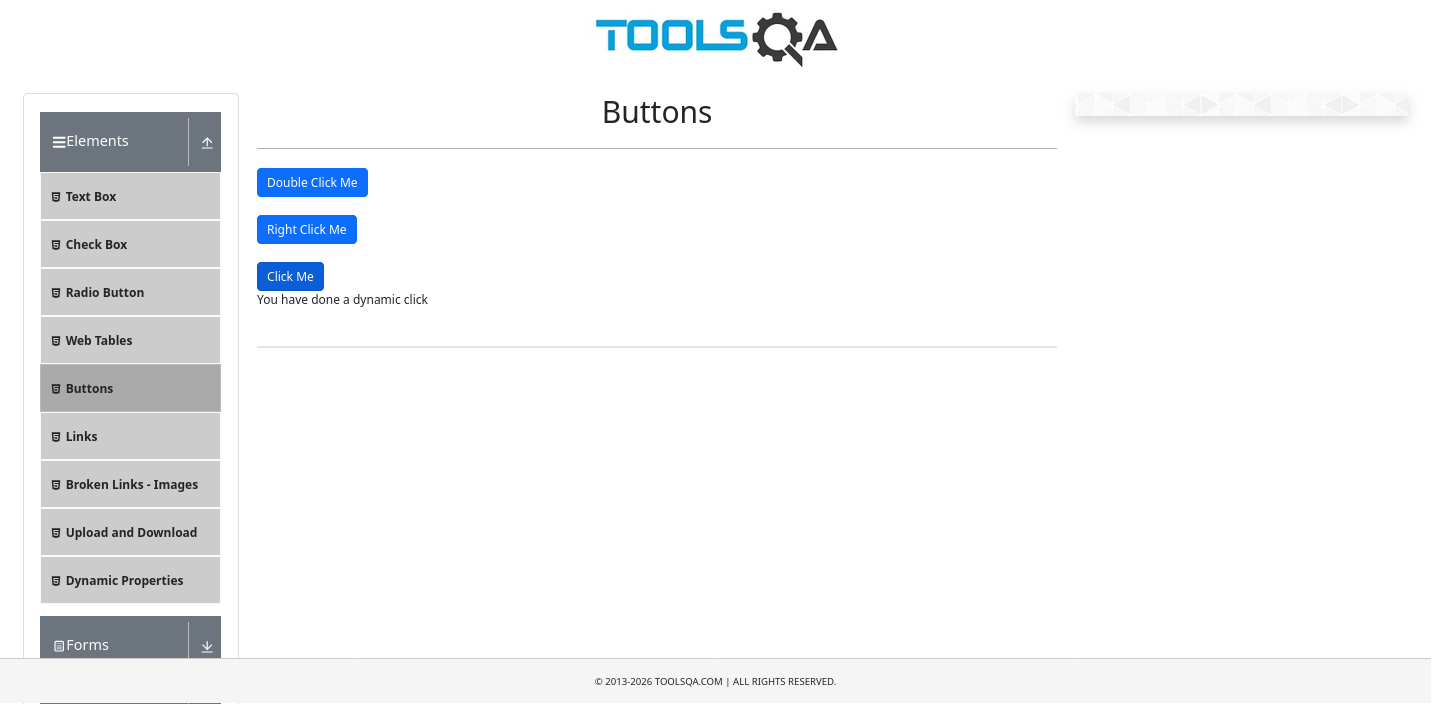 TOOLSQA
Elements
Text Box
Check Box
Radio Button
Web Tables
Buttons
Links
Broken Links - Images
Upload and Download
Dynamic Properties
Forms
Buttons
Double Click Me
Right Click Me
Click Me
You have done a dynamic click
© 2013-2026 TOOLSQA.COM | ALL RIGHTS RESERVED.